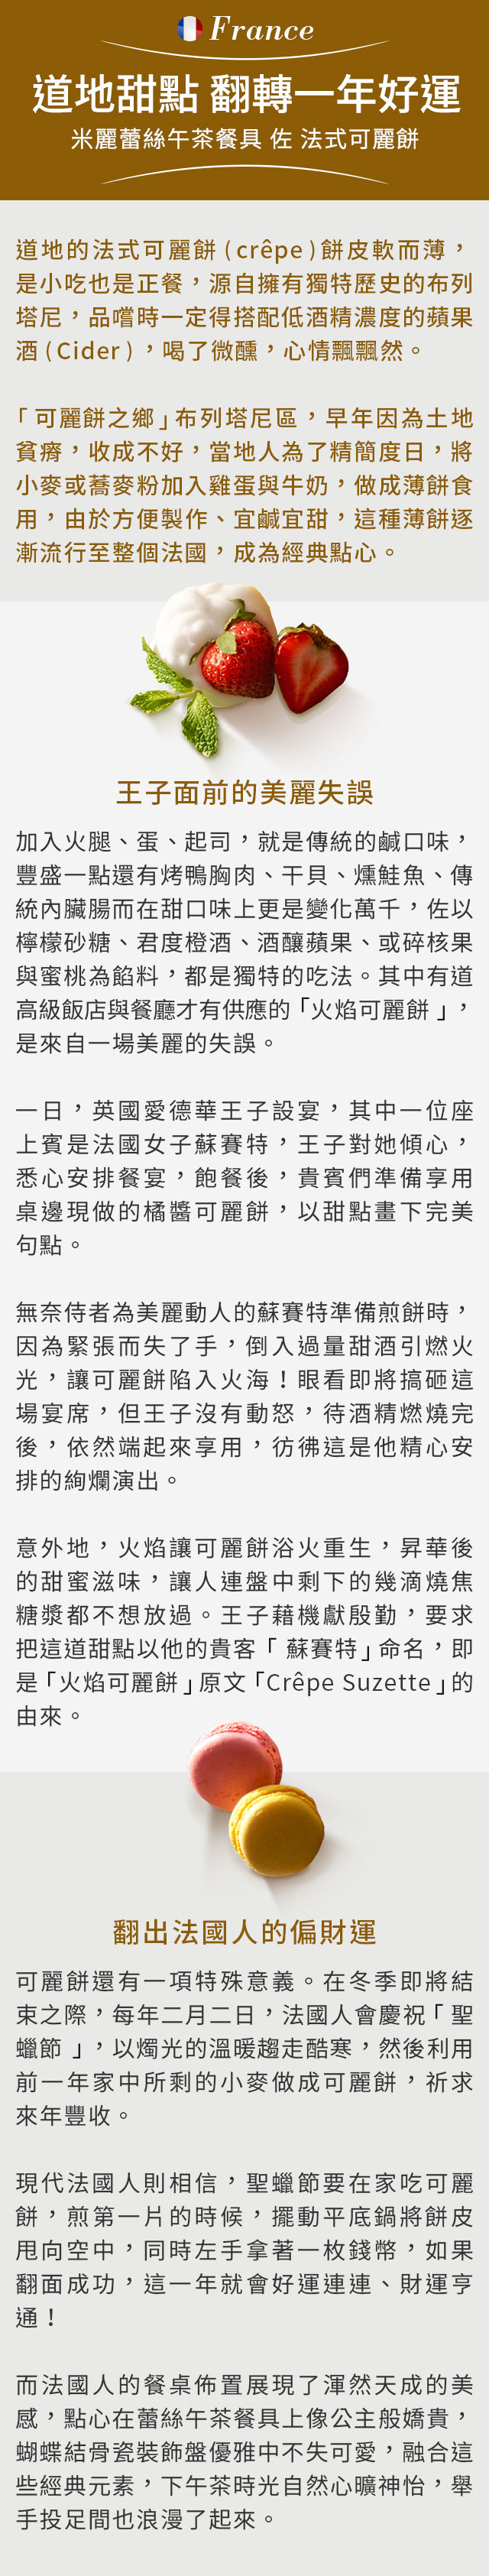 France
道地甜點 翻轉一年好運
米麗蕾絲午茶餐具 佐 法式可麗餅
道地的法式可麗餅(crêpe)餅皮軟而薄，
是小吃也是正餐，源自擁有獨特歷史的布列
塔尼，品嚐時一定得搭配低酒精濃度的蘋果
酒(Cider)，喝了微醺，心情飄飄然。
「可麗餅之鄉」布列塔尼區，早年因為土地
貧瘠，收成不好，當地人為了精簡度日，將
小麥或蕎麥粉加入雞蛋與牛奶，做成薄餅食
用，由於方便製作、宜鹹宜甜，這種薄餅逐
漸流行至整個法國，成為經典點心。
王子面前的美麗失誤
加入火腿、蛋、起司，就是傳統的鹹口味，
豐盛一點還有烤鴨胸肉、干貝、燻鮭魚、傳
統內臟腸而在甜口味上更是變化萬千，佐以
檸檬砂糖、君度橙酒、酒釀蘋果、或碎核果
與蜜桃為餡料，都是獨特的吃法。其中有道
高級飯店與餐廳才有供應的「火焰可麗餅」，
是來自一場美麗的失誤。
一日，英國愛德華王子設宴，其中一位座
上賓是法國女子蘇賽特，王子對她傾心，
悉心安排餐宴，飽餐後，貴賓們準備享用
桌邊現做的橘醬可麗餅，以甜點畫下完美
句點。
無奈侍者為美麗動人的蘇賽特準備煎餅時，
因為緊張而失了手，倒入過量甜酒引燃火
光，讓可麗餅陷入火海！眼看即將搞砸這
場宴席，但王子沒有動怒，待酒精燃燒完
後，依然端起來享用，彷彿這是他精心安
排的絢爛演出。
意外地，火焰讓可麗餅浴火重生，昇華後
的甜蜜滋味，讓人連盤中剩下的幾滴燒焦
糖漿都不想放過。王子藉機獻殷勤，要求
把這道甜點以他的貴客「蘇賽特」命名，即
是「火焰可麗餅」原文「Crêpe Suzette」的
由來。
翻出法國人的偏財運
可麗餅還有一項特殊意義。在冬季即將結
束之際，每年二月二日，法國人會慶祝「聖
蠟節」，以燭光的溫暖趨走酷寒，然後利用
前一年家中所剩的小麥做成可麗餅，祈求
來年豐收。
現代法國人則相信，聖蠟節要在家吃可麗
餅，煎第一片的時候，擺動平底鍋將餅皮
甩向空中，同時左手拿著一枚錢幣，如果
翻面成功，這一年就會好運連連、財運亨
通！
而法國人的餐桌佈置展現了渾然天成的美
感，點心在蕾絲午茶餐具上像公主般嬌貴，
蝴蝶結骨瓷裝飾盤優雅中不失可愛，融合這
些經典元素，下午茶時光自然心曠神怡，舉
手投足間也浪漫了起來。